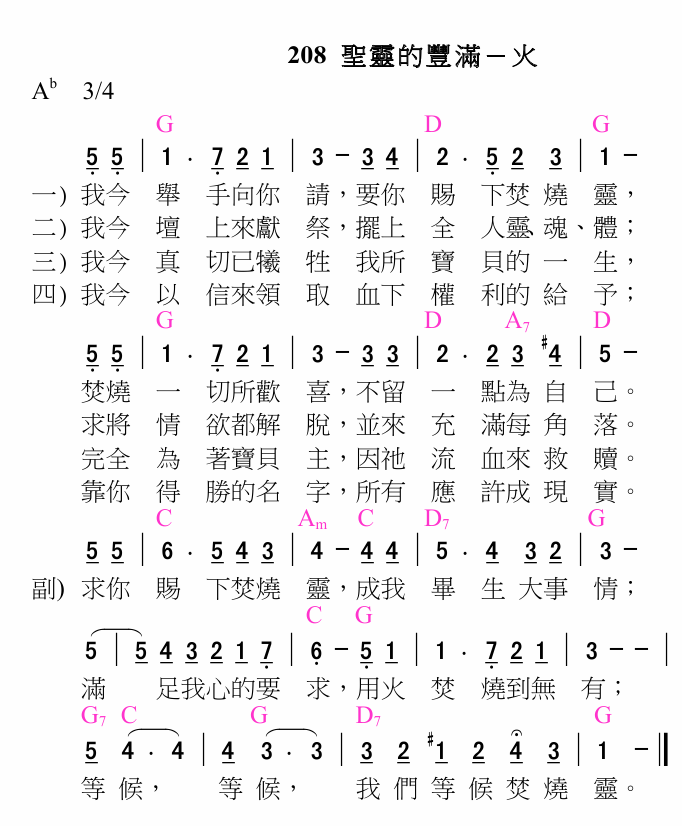 208 聖靈的豐滿－火
A♭ 3/4
G D G
5 5 | 1 · 7 2 1 | 3 - 3 4 | 2 · 5 2 3 | 1 -
一) 我今 舉 手向你 請，要你 賜 下焚 燒 靈，
二) 我今 壇 上來獻 祭，擺上 全 人靈、魂、體；
三) 我今 真 切已犧 牲 我所 寶 貝的 一 生，
四) 我今 以 信來領 取 血下 權 利的 給 予；
G D A7 D
5 5 | 1 · 7 2 1 | 3 - 3 3 | 2 · 2 3 #4 | 5 -
焚燒 一 切所歡 喜，不留 一 點為 自 己。
求將 情 欲都解 脫，並來 充 滿每 角 落。
完全 為 著寶貝 主，因祂 流 血來 救 贖。
靠你 得 勝的名 字，所有 應 許成 現 實。
C Am C D7 G
5 5 | 6 · 5 4 3 | 4 - 4 4 | 5 · 4 3 2 | 3 -
副) 求你 賜 下焚燒 靈，成我 畢 生 大事 情；
C G
5 | 5 4 3 2 1 7 | 6 - 5 1 | 1 · 7 2 1 | 3 - - |
滿 足我心的要 求，用火 焚 燒到無 有；
G7 C G D7 G
5 4 · 4 | 4 3 · 3 | 3 2 #1 2 4 3 | 1 - ‖
等 候， 等 候， 我 們 等 候 焚 燒 靈。